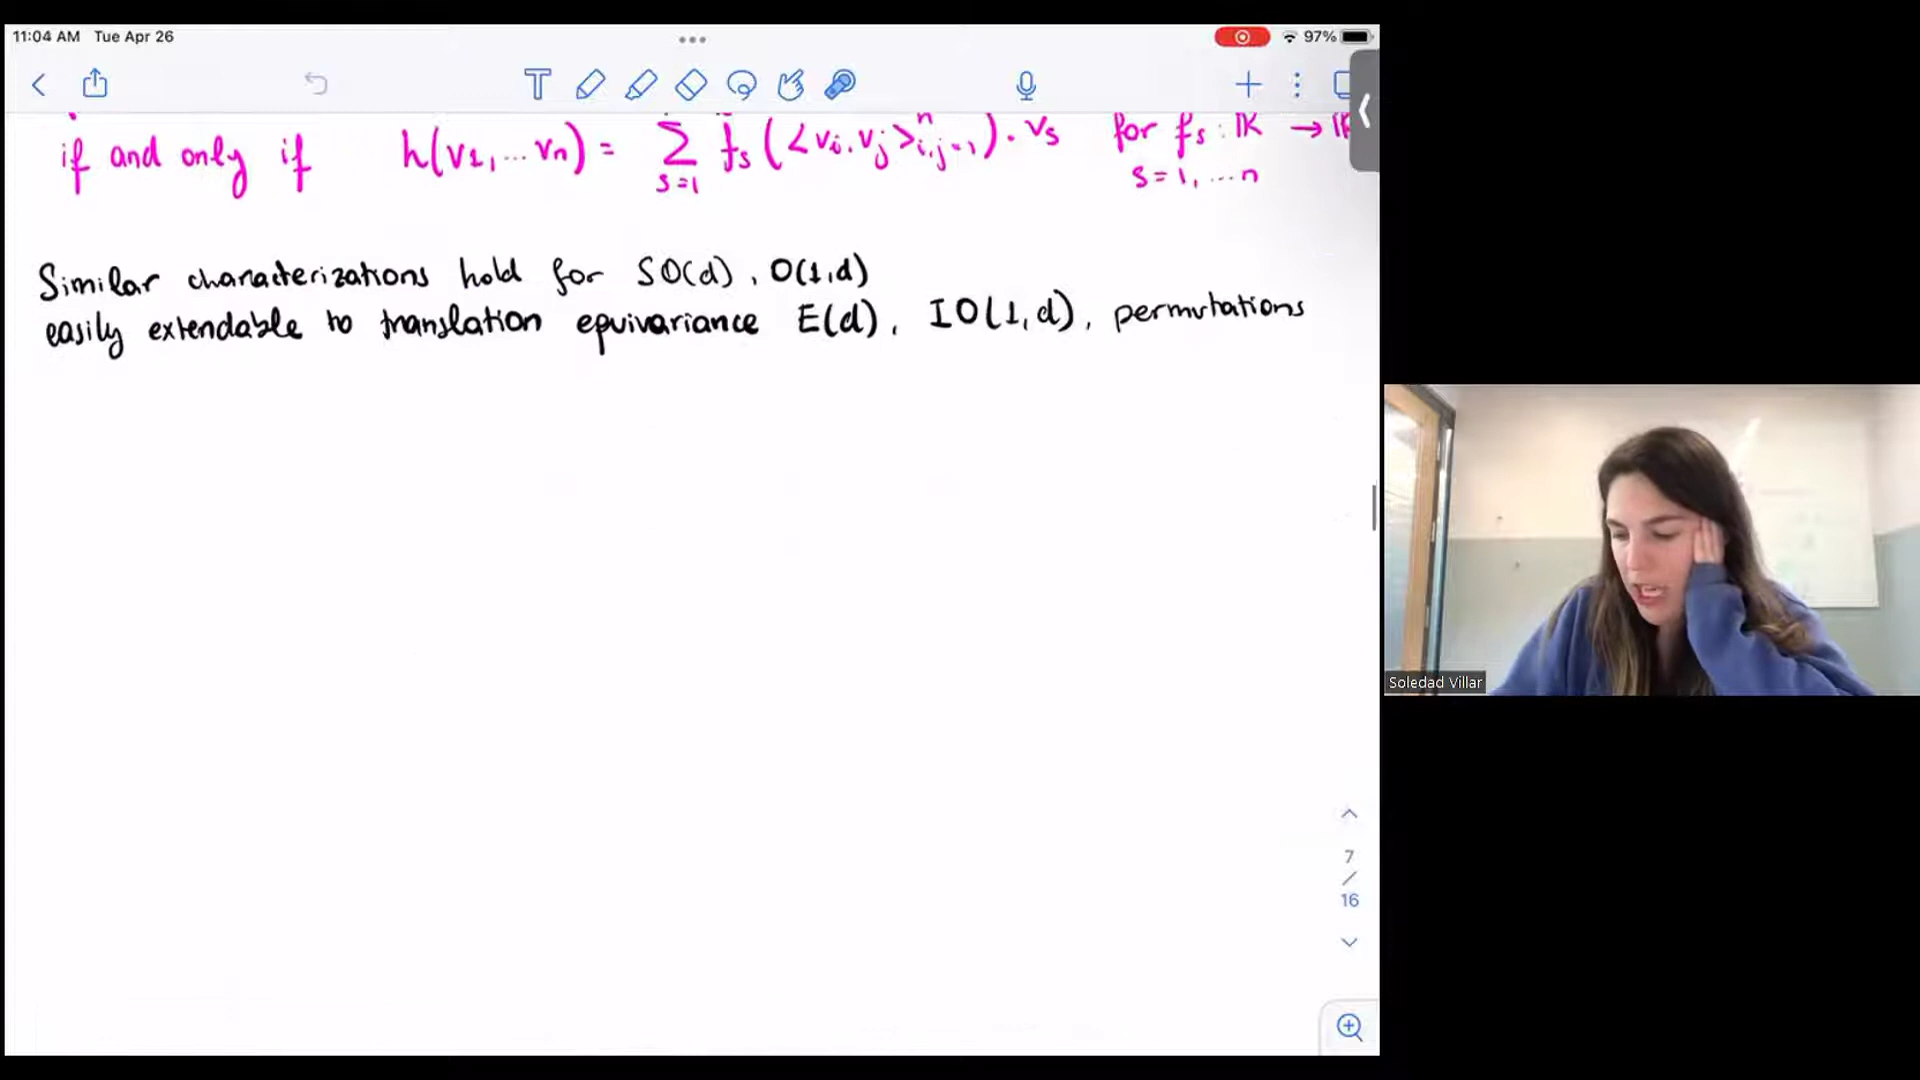 11:04 AM Tue Apr 26
97%
if and only if h(v1, ... vn) = Σ s=1 n fs (<vi, vj> i,j=1 n) · vs for fs : IK →
s = 1, ... n
Similar characterizations hold for SO(d), O(1,d)
easily extendable to translation equivariance E(d), IO(1,d), permutations
7
/
16
Soledad Villar